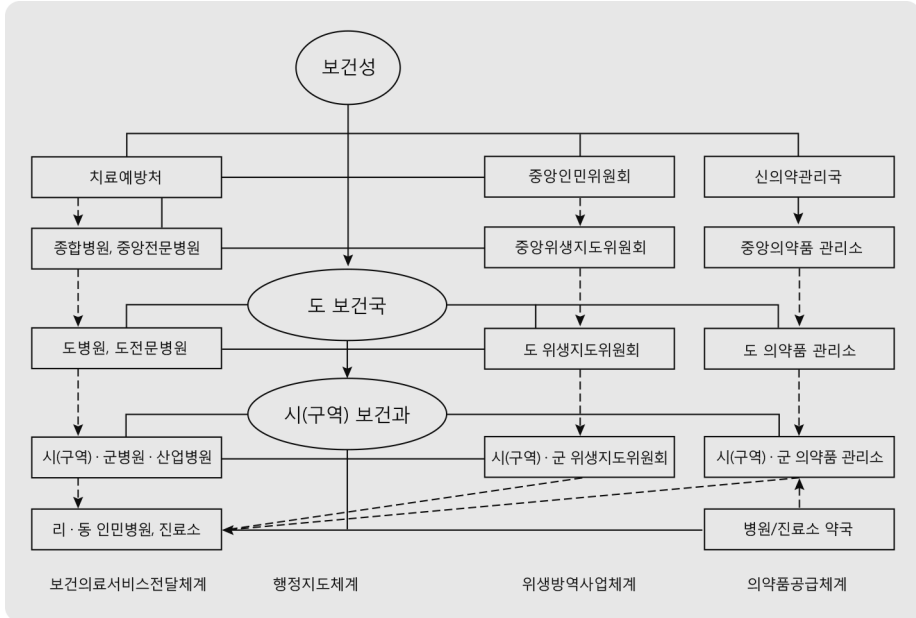 보건성
치료예방처
중앙인민위원회
신의약관리국
종합병원, 중앙전문병원
중앙위생지도위원회
중앙의약품 관리소
도 보건국
도병원, 도전문병원
도 위생지도위원회
도 의약품 관리소
시(구역) 보건과
시(구역) · 군병원 · 산업병원
시(구역) · 군 위생지도위원회
시(구역) · 군 의약품 관리소
리 · 동 인민병원, 진료소
병원/진료소 약국
보건의료서비스전달체계
행정지도체계
위생방역사업체계
의약품공급체계